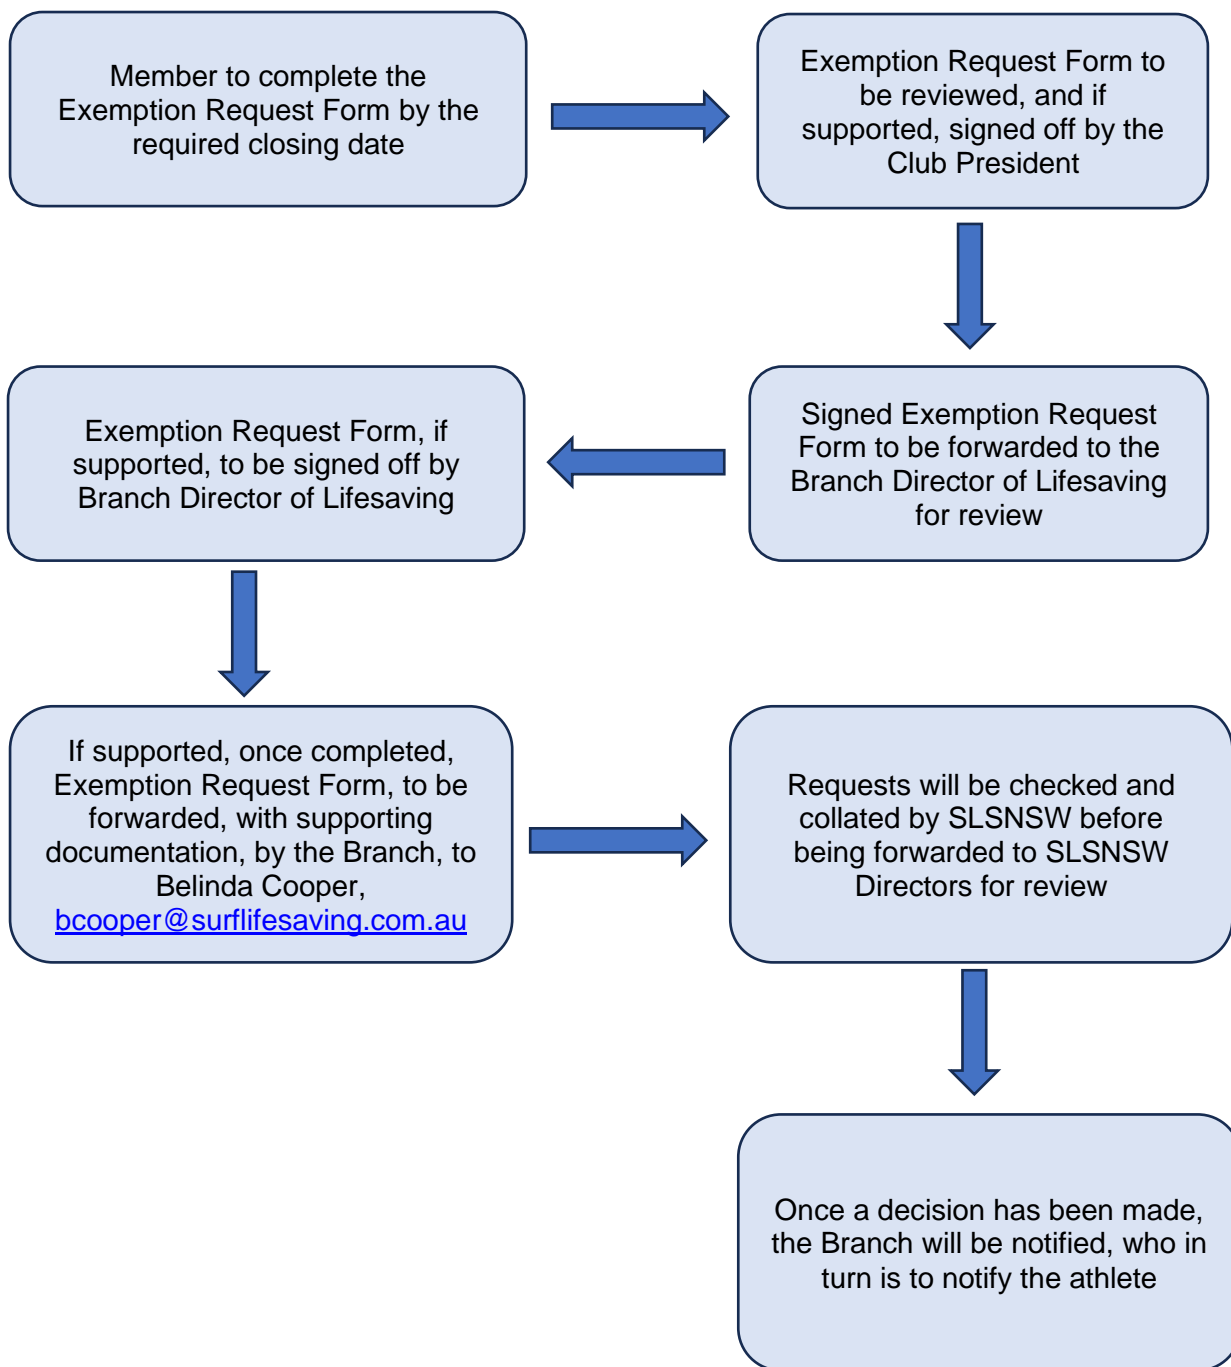 Member to complete the
Exemption Request Form by the
required closing date
Exemption Request Form to
be reviewed, and if
supported, signed off by the
Club President
Signed Exemption Request
Form to be forwarded to the
Branch Director of Lifesaving
for review
Exemption Request Form, if
supported, to be signed off by
Branch Director of Lifesaving
If supported, once completed,
Exemption Request Form, to be
forwarded, with supporting
documentation, by the Branch, to
Belinda Cooper,
bcooper@surflifesaving.com.au
Requests will be checked and
collated by SLSNSW before
being forwarded to SLSNSW
Directors for review
Once a decision has been made,
the Branch will be notified, who in
turn is to notify the athlete